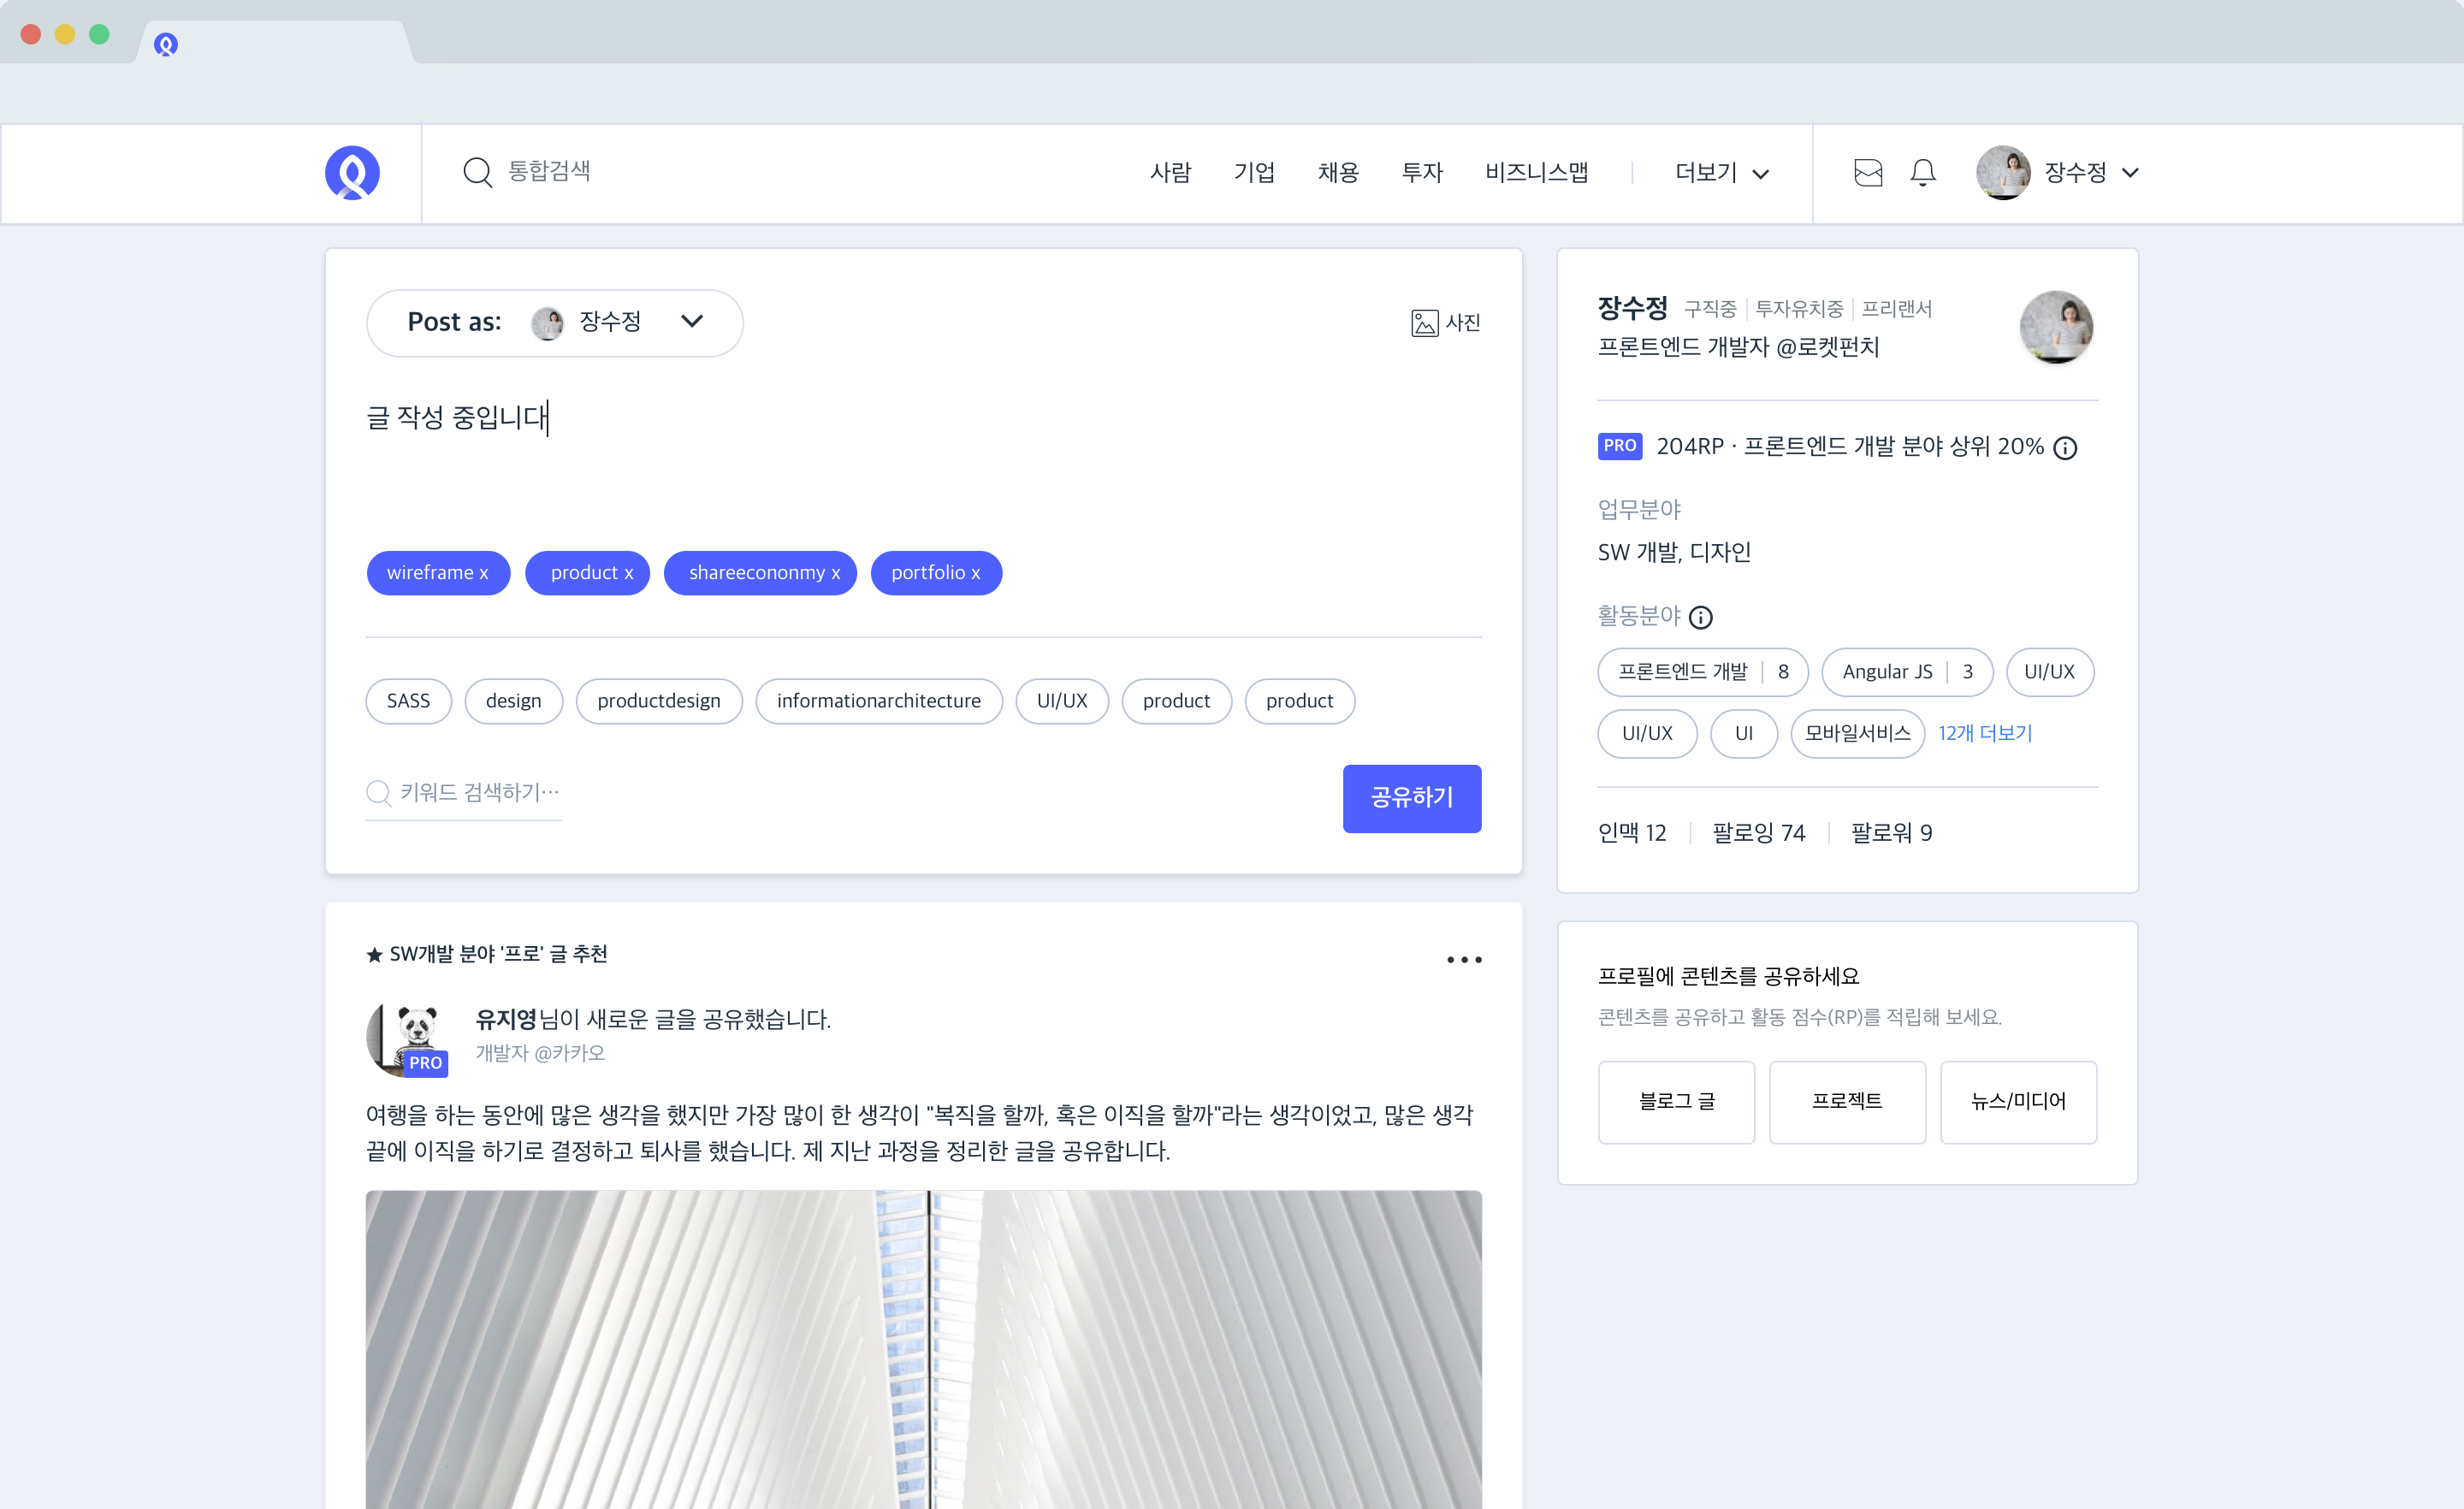 통합검색
사람 기업 채용 투자 비즈니스맵 더보기
장수정
Post as: 장수정
사진
글 작성 중입니다
wireframe x product x shareecononmy x portfolio x
SASS design productdesign informationarchitecture UI/UX product product
키워드 검색하기…
공유하기
★ SW개발 분야 '프로' 글 추천
유지영님이 새로운 글을 공유했습니다.
PRO
개발자 @카카오
여행을 하는 동안에 많은 생각을 했지만 가장 많이 한 생각이 "복직을 할까, 혹은 이직을 할까"라는 생각이었고, 많은 생각
끝에 이직을 하기로 결정하고 퇴사를 했습니다. 제 지난 과정을 정리한 글을 공유합니다.
장수정 구직중 투자유치중 프리랜서
프론트엔드 개발자 @로켓펀치
PRO 204RP · 프론트엔드 개발 분야 상위 20%
업무분야
SW 개발, 디자인
활동분야
프론트엔드 개발 | 8 Angular JS | 3 UI/UX
UI/UX UI 모바일서비스 12개 더보기
인맥 12 팔로잉 74 팔로워 9
프로필에 콘텐츠를 공유하세요
콘텐츠를 공유하고 활동 점수(RP)를 적립해 보세요.
블로그 글 프로젝트 뉴스/미디어